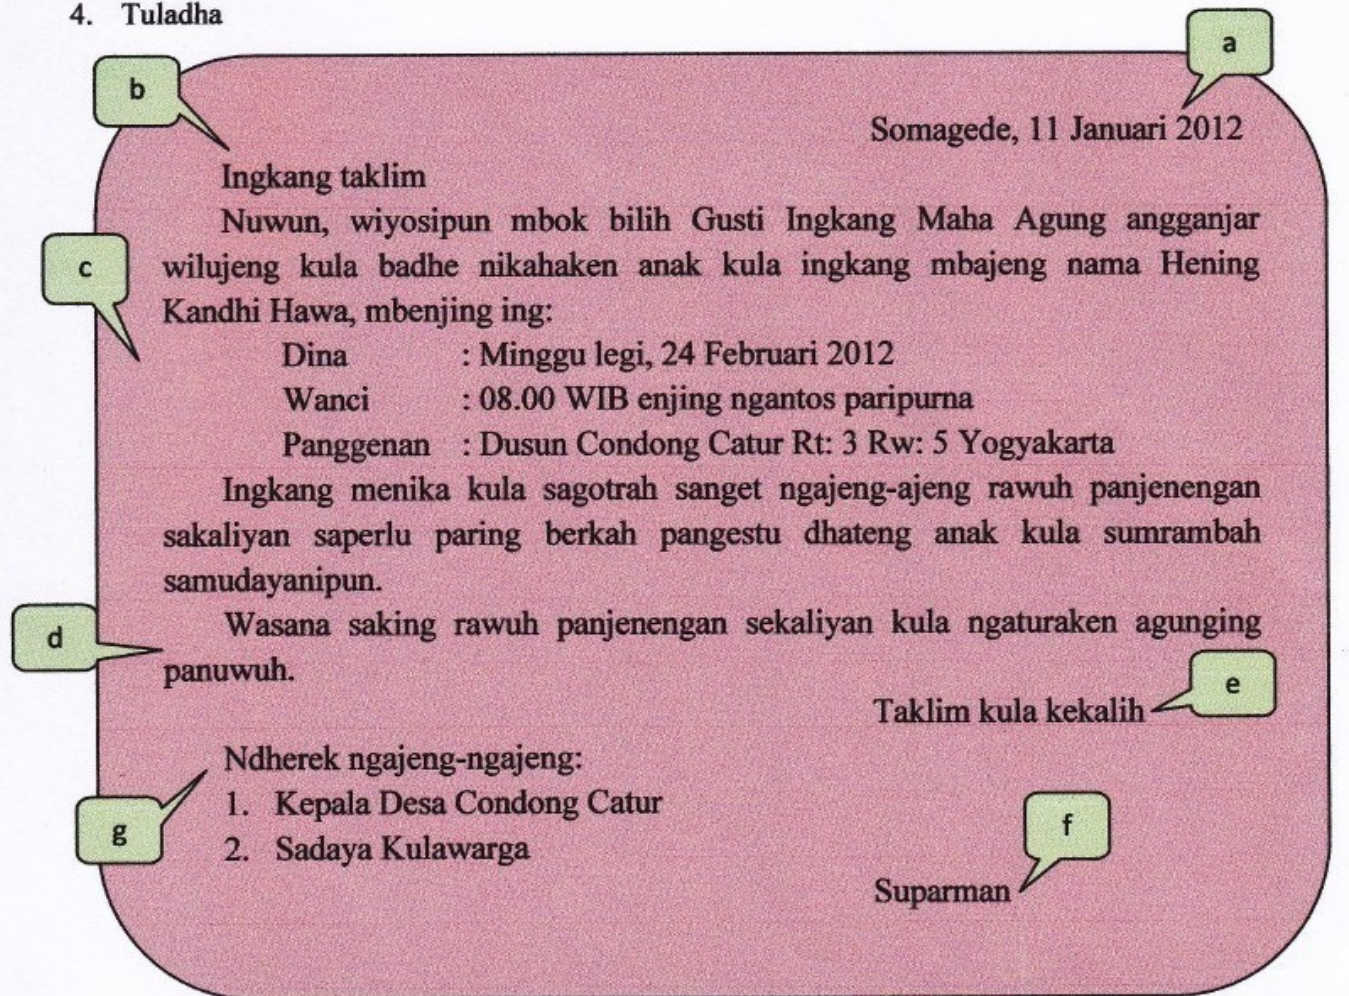 4. Tuladha
a
b
Somagede, 11 Januari 2012
Ingkang taklim
Nuwun, wiyosipun mbok bilih Gusti Ingkang Maha Agung angganjar
c
wilujeng kula badhe nikahaken anak kula ingkang mbajeng nama Hening
Kandhi Hawa, mbenjing ing:
Dina : Minggu legi, 24 Februari 2012
Wanci : 08.00 WIB enjing ngantos paripurna
Panggenan : Dusun Condong Catur Rt: 3 Rw: 5 Yogyakarta
Ingkang menika kula sagotrah sanget ngajeng-ajeng rawuh panjenengan
sakaliyan saperlu paring berkah pangestu dhateng anak kula sumrambah
samudayanipun.
d
Wasana saking rawuh panjenengan sekaliyan kula ngaturaken agunging
panuwuh.
e
Taklim kula kekalih
Ndherek ngajeng-ngajeng:
1. Kepala Desa Condong Catur
g
2. Sadaya Kulawarga
f
Suparman